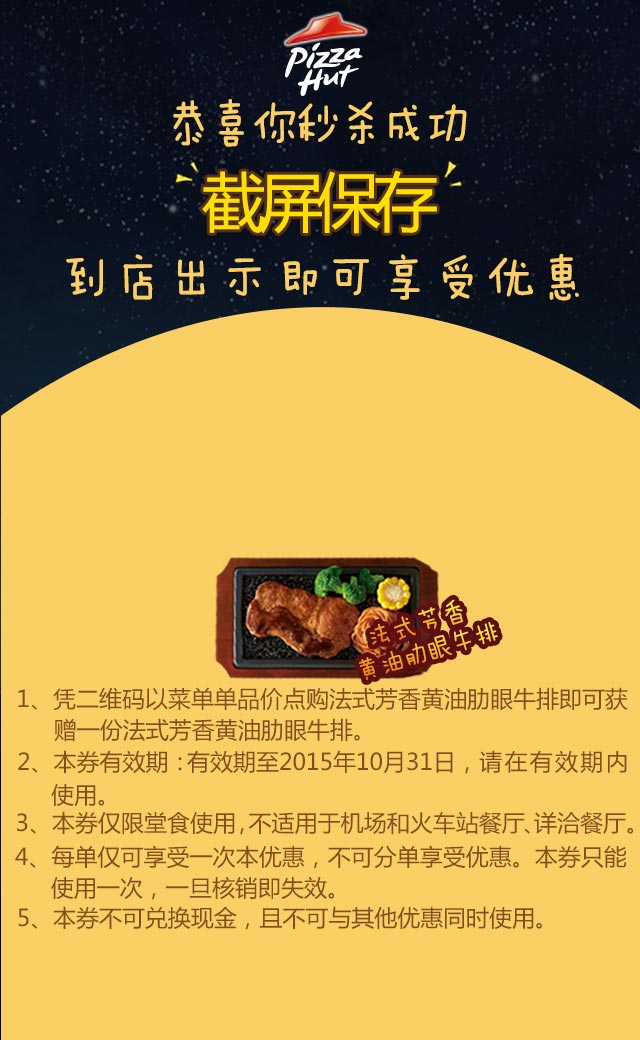 Pizza
Hut
恭喜你秒杀成功
截屏保存
到店出示即可享受优惠
法式芳香
黄油肋眼牛排
1、凭二维码以菜单单品价点购法式芳香黄油肋眼牛排即可获
赠一份法式芳香黄油肋眼牛排。
2、本券有效期：有效期至2015年10月31日，请在有效期内
使用。
3、本券仅限堂食使用,不适用于机场和火车站餐厅、详洽餐厅。
4、每单仅可享受一次本优惠，不可分单享受优惠。本券只能
使用一次，一旦核销即失效。
5、本券不可兑换现金，且不可与其他优惠同时使用。